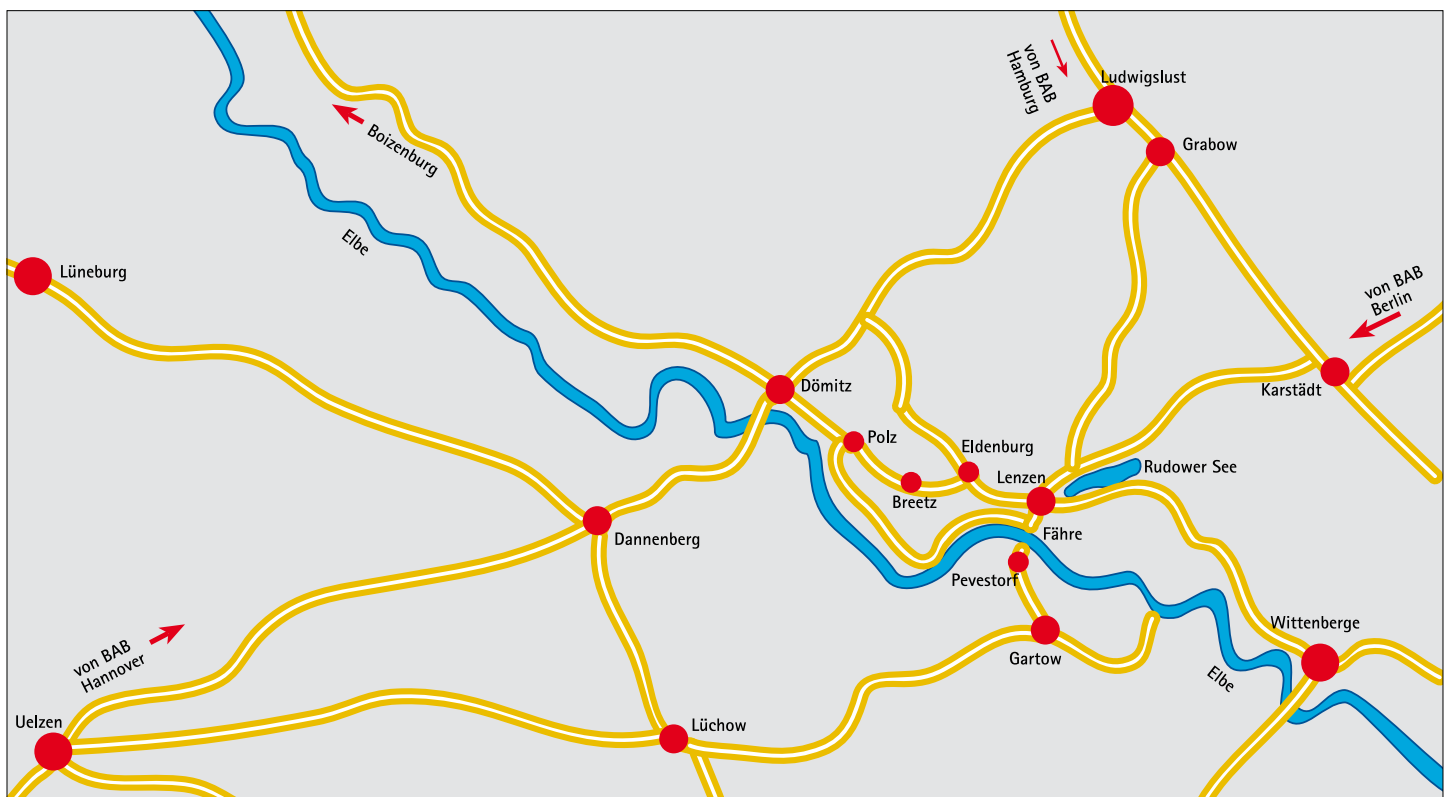 von BAB
Hamburg
Ludwigslust
Grabow
Boizenburg
Elbe
Lüneburg
von BAB
Berlin
Karstädt
Dömitz
Polz
Eldenburg
Breetz
Lenzen
Rudower See
Fähre
Dannenberg
Pevestorf
Gartow
Wittenberge
Elbe
von BAB
Hannover
Uelzen
Lüchow